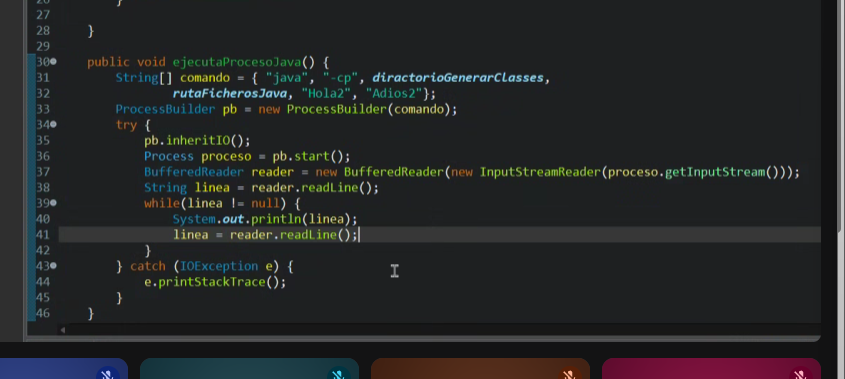 27
28 }
29
30 public void ejecutaProcesoJava() {
31 String[] comando = { "java", "-cp", diractorioGenerarClasses,
32 rutaFicherosJava, "Hola2", "Adios2"};
33 ProcessBuilder pb = new ProcessBuilder(comando);
34 try {
35 pb.inheritIO();
36 Process proceso = pb.start();
37 BufferedReader reader = new BufferedReader(new InputStreamReader(proceso.getInputStream()));
38 String linea = reader.readLine();
39 while(linea != null) {
40 System.out.println(linea);
41 linea = reader.readLine();
42 }
43 } catch (IOException e) {
44 e.printStackTrace();
45 }
46 }